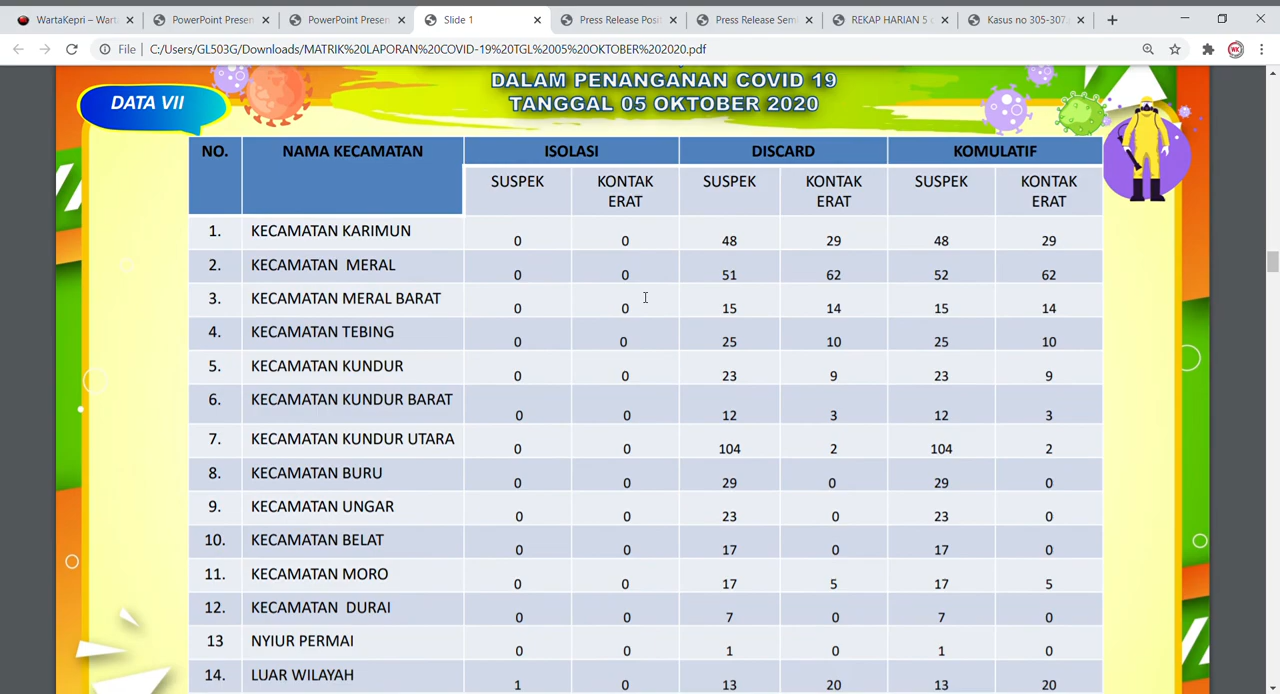 WartaKepri – Wart
PowerPoint Presen
PowerPoint Presen
Slide 1
Press Release Posi
Press Release Sem
REKAP HARIAN 5 o
Kasus no 305-307.
File
C:/Users/GL503G/Downloads/MATRIK%20LAPORAN%20COVID-19%20TGL%2005%20OKTOBER%202020.pdf
DALAM PENANGANAN COVID 19
TANGGAL 05 OKTOBER 2020
DATA VII
NO. NAMA KECAMATAN ISOLASI DISCARD KOMULATIF
SUSPEK KONTAK ERAT SUSPEK KONTAK ERAT SUSPEK KONTAK ERAT
1. KECAMATAN KARIMUN 0 0 48 29 48 29
2. KECAMATAN MERAL 0 0 51 62 52 62
3. KECAMATAN MERAL BARAT 0 0 15 14 15 14
4. KECAMATAN TEBING 0 0 25 10 25 10
5. KECAMATAN KUNDUR 0 0 23 9 23 9
6. KECAMATAN KUNDUR BARAT 0 0 12 3 12 3
7. KECAMATAN KUNDUR UTARA 0 0 104 2 104 2
8. KECAMATAN BURU 0 0 29 0 29 0
9. KECAMATAN UNGAR 0 0 23 0 23 0
10. KECAMATAN BELAT 0 0 17 0 17 0
11. KECAMATAN MORO 0 0 17 5 17 5
12. KECAMATAN DURAI 0 0 7 0 7 0
13 NYIUR PERMAI 0 0 1 0 1 0
14. LUAR WILAYAH 1 0 13 20 13 20